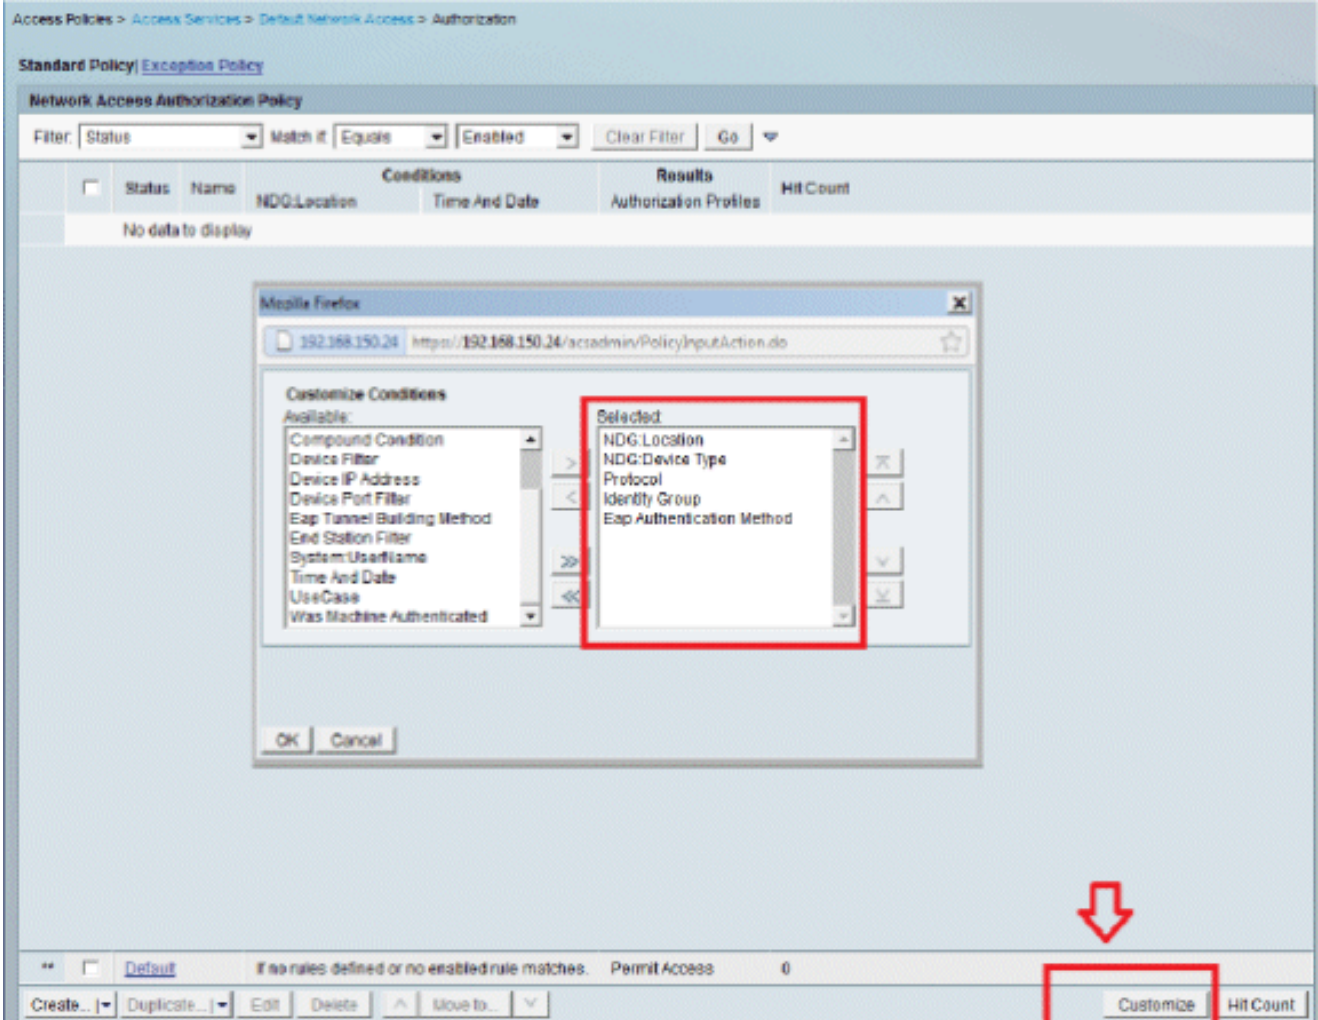 Access Policies > Access Services > Default Network Access > Authorization
Standard Policy| Exception Policy
Network Access Authorization Policy
Filter: Status Match if: Equals Enabled Clear Filter Go
Status Name Conditions Results Hit Count
NDG:Location Time And Date Authorization Profiles
No data to display
Mozilla Firefox
192.168.150.24 https://192.168.150.24/acsadmin/PolicyInputAction.do
Customize Conditions
Available: Selected:
Compound Condition NDG:Location
Device Filter NDG:Device Type
Device IP Address Protocol
Device Port Filter Identity Group
Eap Tunnel Building Method Eap Authentication Method
End Station Filter
System:UserName
Time And Date
UseCase
Was Machine Authenticated
OK Cancel
** Default If no rules defined or no enabled rule matches. Permit Access 0
Create... Duplicate... Edit Delete Move to... Customize Hit Count